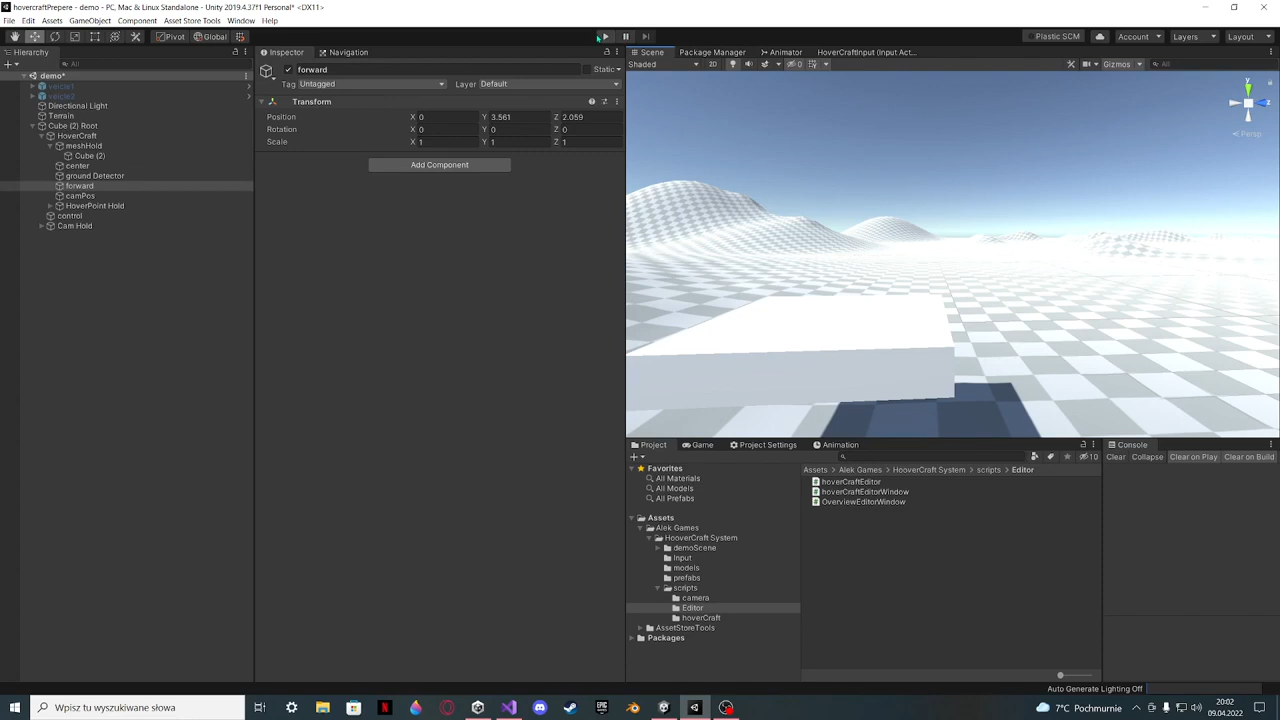 hovercraftPrepere - demo - PC, Mac & Linux Standalone - Unity 2019.4.37f1 Personal* <DX11>
File Edit Assets GameObject Component Asset Store Tools Window Help
Pivot Global Plastic SCM Account Layers Layout
Hierarchy
All
demo*
veicle1
veicle2
Directional Light
Terrain
Cube (2) Root
HoverCraft
meshHold
Cube (2)
center
ground Detector
forward
camPos
HoverPoint Hold
control
Cam Hold
Inspector Navigation
forward Static
Tag Untagged Layer Default
Transform
Position X 0 Y 3.561 Z 2.059
Rotation X 0 Y 0 Z 0
Scale X 1 Y 1 Z 1
Add Component
Scene Package Manager Animator HovercraftInput (Input Act...
Shaded 2D 0 Gizmos All
y
z
Persp
Project Game Project Settings Animation
10
Favorites
All Materials
All Models
All Prefabs
Assets
Alek Games
HooverCraft System
demoScene
Input
models
prefabs
scripts
camera
Editor
hoverCraft
AssetStoreTools
Packages
Assets Alek Games HooverCraft System scripts Editor
hoverCraftEditor
hoverCraftEditorWindow
OverviewEditorWindow
Console
Clear Collapse Clear on Play Clear on Build
Auto Generate Lighting Off
Wpisz tu wyszukiwane słowa
7°C Pochmurnie
20:02
09.04.2022